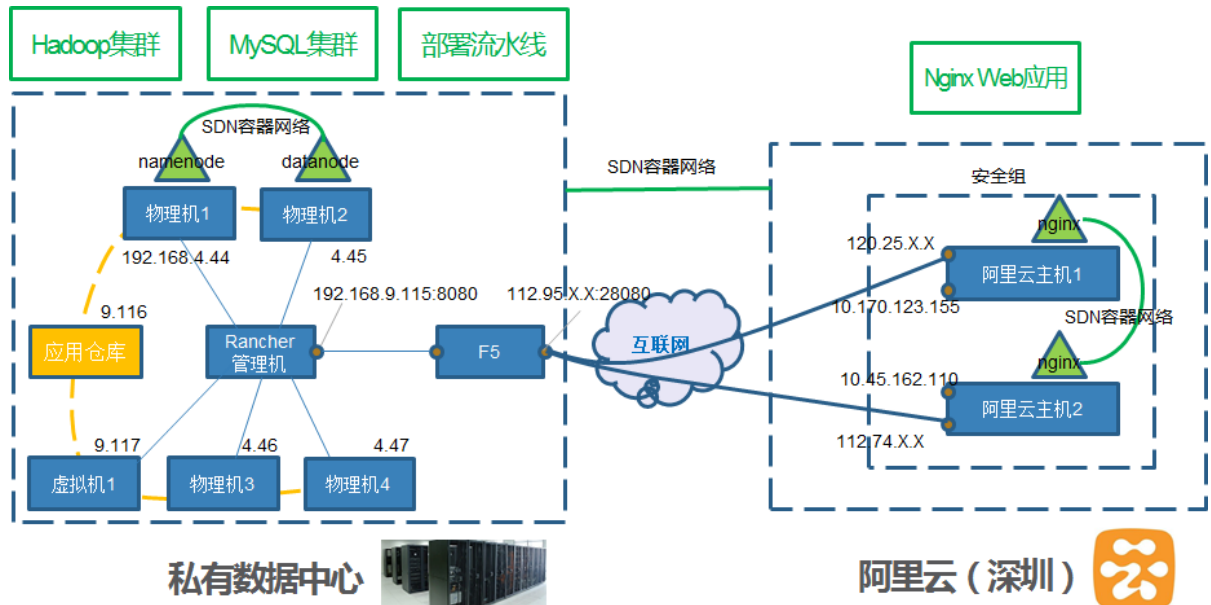 Hadoop集群
MySQL集群
部署流水线
Nginx Web应用
SDN容器网络
namenode
datanode
物理机1
物理机2
192.168.4.44
4.45
192.168.9.115:8080
112.95.X.X:28080
9.116
应用仓库
Rancher
管理机
F5
互联网
9.117
4.46
4.47
虚拟机1
物理机3
物理机4
SDN容器网络
安全组
nginx
120.25.X.X
阿里云主机1
10.170.123.155
SDN容器网络
nginx
10.45.162.110
阿里云主机2
112.74.X.X
私有数据中心
阿里云（深圳）